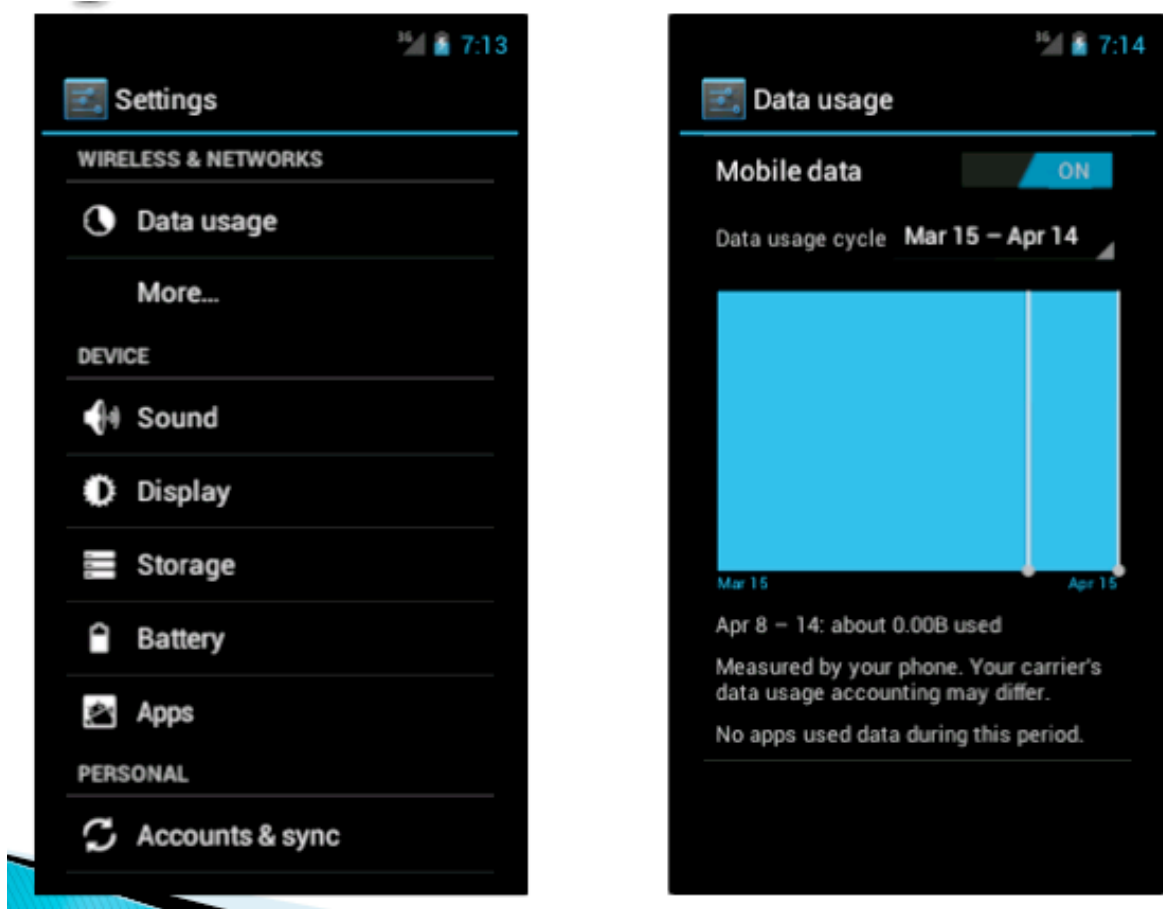 3G 7:13
Settings
WIRELESS & NETWORKS
Data usage
More...
DEVICE
Sound
Display
Storage
Battery
Apps
PERSONAL
Accounts & sync
3G 7:14
Data usage
Mobile data ON
Data usage cycle Mar 15 – Apr 14
Mar 15 Apr 15
Apr 8 – 14: about 0.00B used
Measured by your phone. Your carrier's
data usage accounting may differ.
No apps used data during this period.